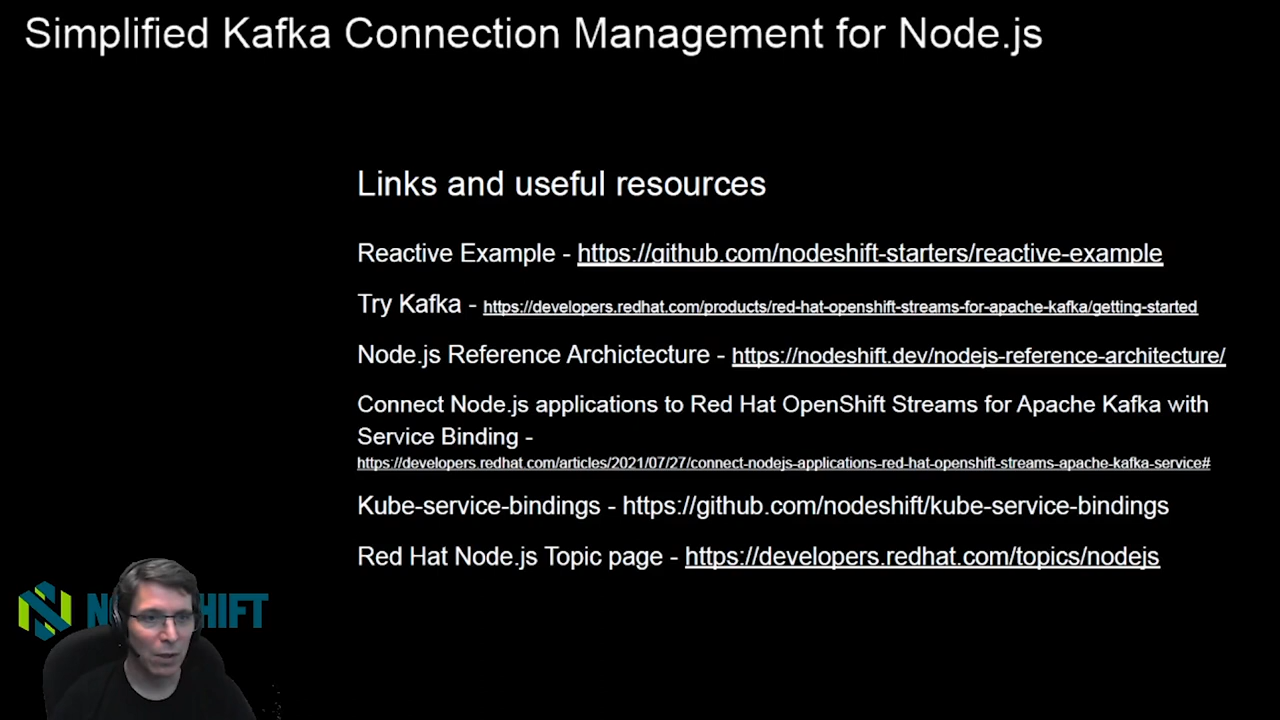 Simplified Kafka Connection Management for Node.js
Links and useful resources
Reactive Example - https://github.com/nodeshift-starters/reactive-example
Try Kafka - https://developers.redhat.com/products/red-hat-openshift-streams-for-apache-kafka/getting-started
Node.js Reference Archictecture - https://nodeshift.dev/nodejs-reference-architecture/
Connect Node.js applications to Red Hat OpenShift Streams for Apache Kafka with
Service Binding -
https://developers.redhat.com/articles/2021/07/27/connect-nodejs-applications-red-hat-openshift-streams-apache-kafka-service#
Kube-service-bindings - https://github.com/nodeshift/kube-service-bindings
Red Hat Node.js Topic page - https://developers.redhat.com/topics/nodejs